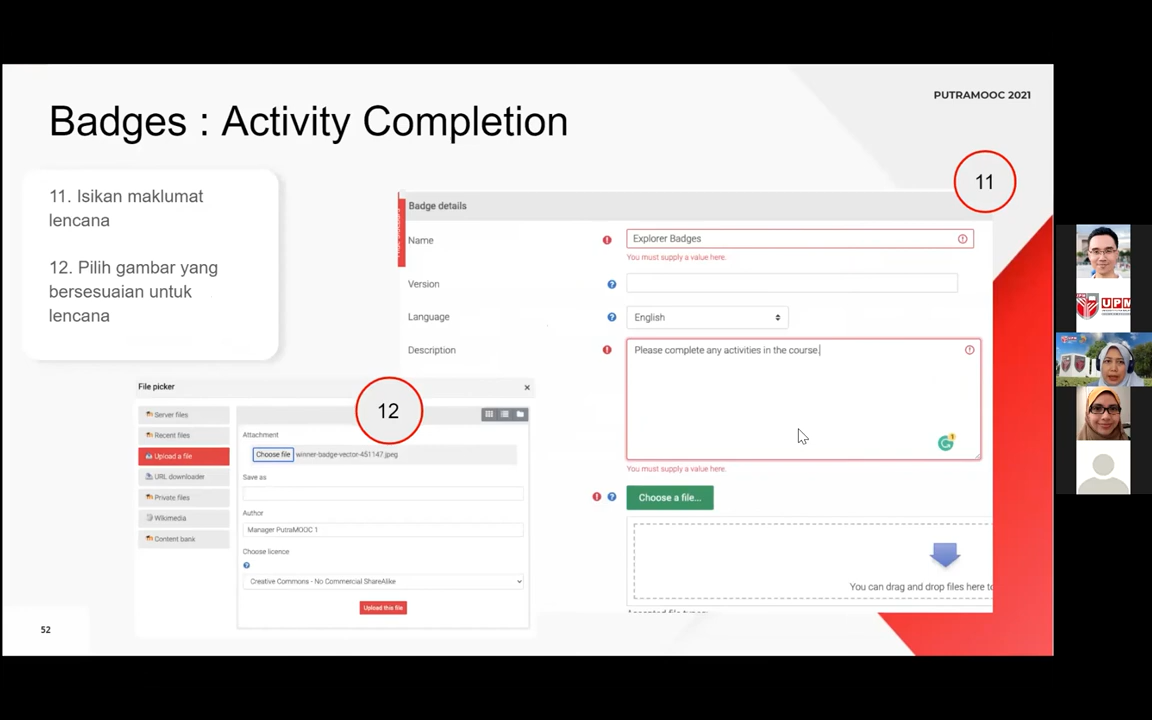 PUTRAMOOC 2021
Badges : Activity Completion
11. Isikan maklumat
lencana
12. Pilih gambar yang
bersesuaian untuk
lencana
11
Badge details
Name
Explorer Badges
You must supply a value here.
Version
Language
English
Description
Please complete any activities in the course.
You must supply a value here.
Choose a file...
You can drag and drop files here to
12
File picker
Server files
Recent files
Upload a file
URL downloader
Private files
Wikimedia
Content bank
Attachment
Choose file winner-badge-vector-451147.jpeg
Save as
Author
Manager PutraMOOC 1
Choose licence
Creative Commons - No Commercial ShareAlike
Upload this file
52
UPM